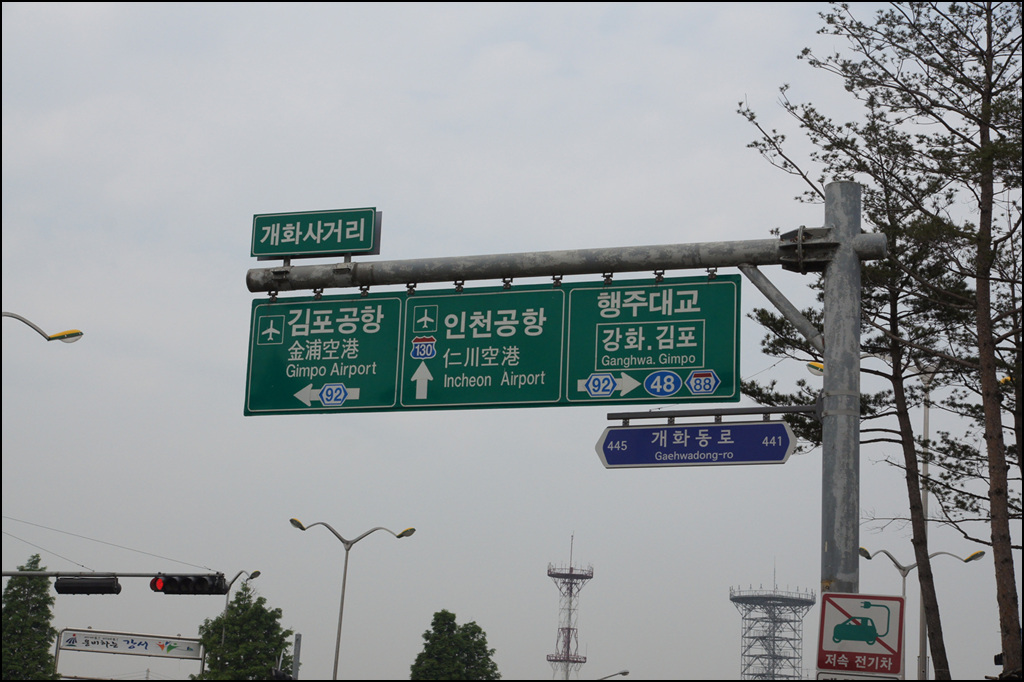 개화사거리
김포공항
金浦空港
Gimpo Airport
92
인천공항
130
仁川空港
Incheon Airport
행주대교
강화.김포
Ganghwa. Gimpo
92 48 88
445 개화동로 441
Gaehwadong-ro
강서
저속 전기차